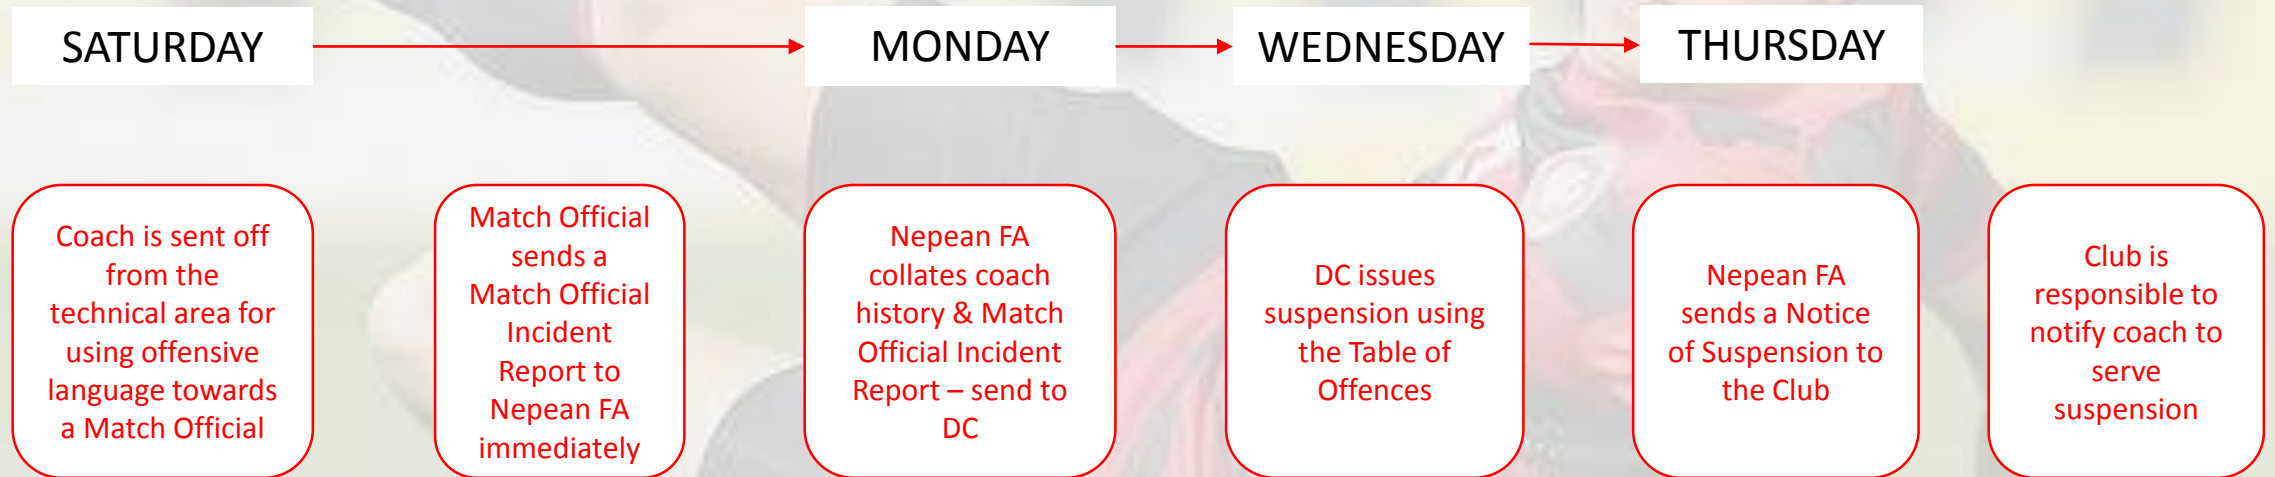 SATURDAY
MONDAY
WEDNESDAY
THURSDAY
Coach is sent off
from the
technical area for
using offensive
language towards
a Match Official
Match Official
sends a
Match Official
Incident
Report to
Nepean FA
immediately
Nepean FA
collates coach
history & Match
Official Incident
Report – send to
DC
DC issues
suspension using
the Table of
Offences
Nepean FA
sends a Notice
of Suspension to
the Club
Club is
responsible to
notify coach to
serve
suspension